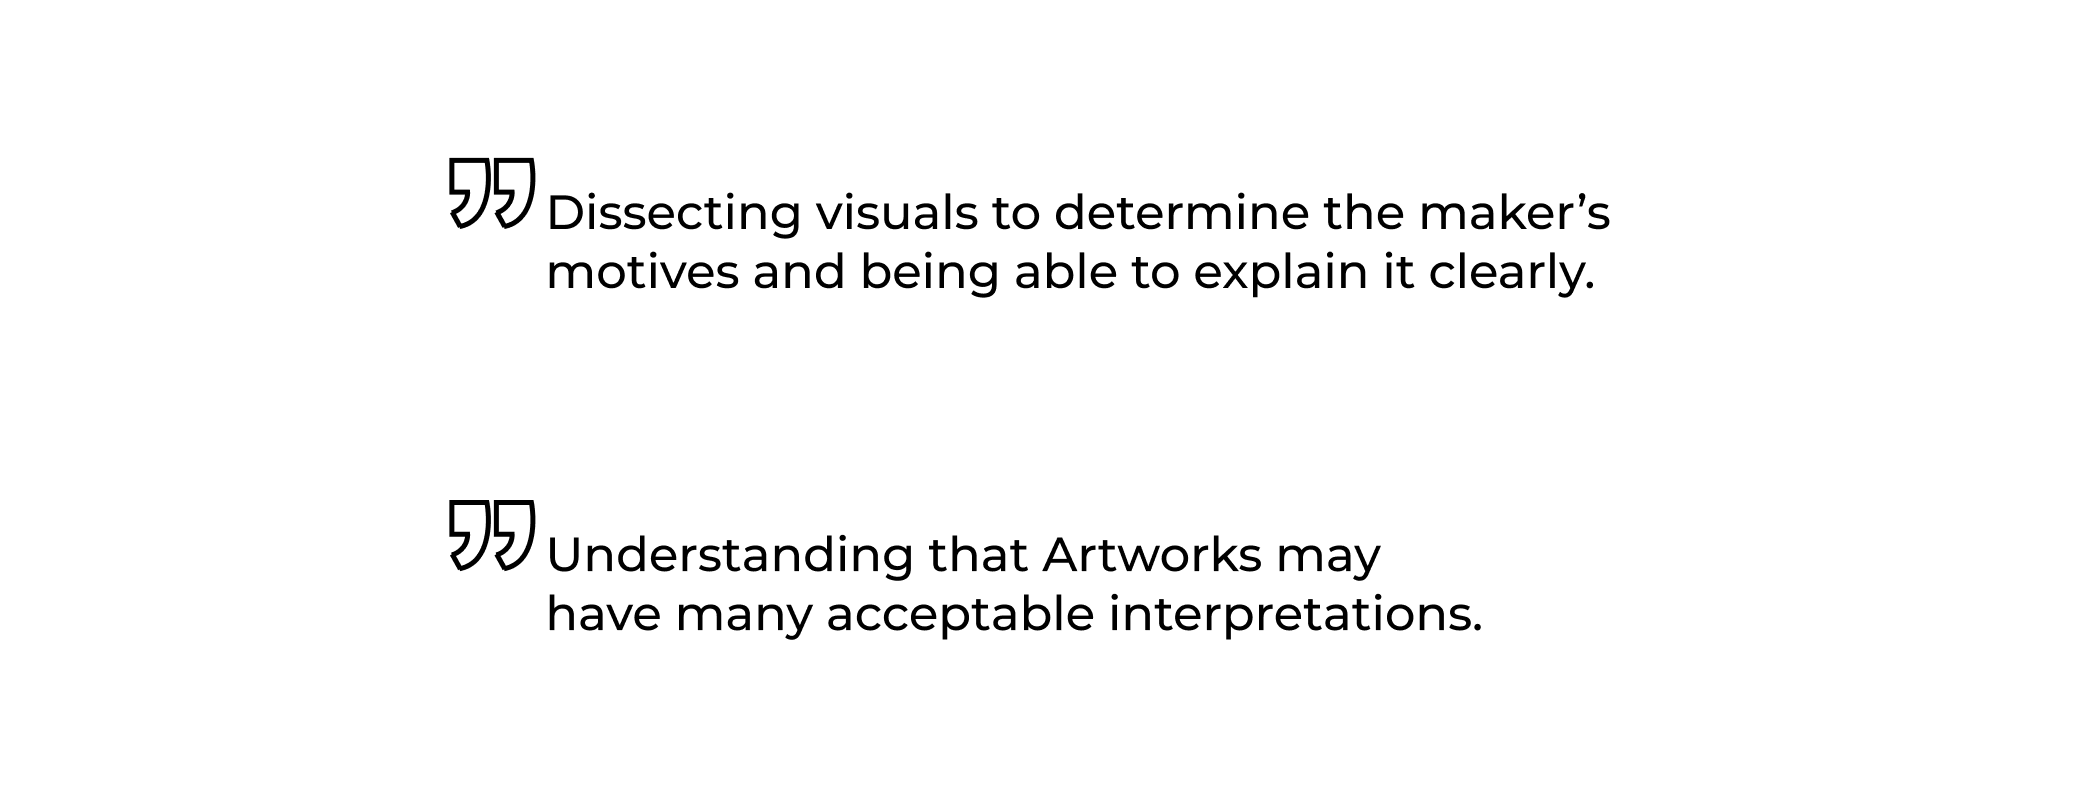 ” Dissecting visuals to determine the maker’s
motives and being able to explain it clearly.
” Understanding that Artworks may
have many acceptable interpretations.